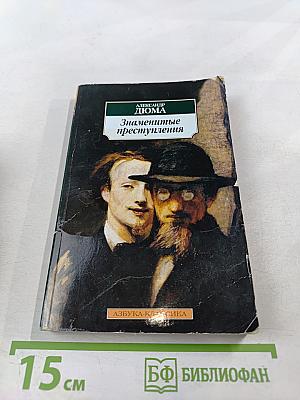 АЛЕКСАНДР
ДЮМА
Знаменитые
преступления
АЗБУКА-КЛАССИКА
15 см
БФ БИБЛИОФАН